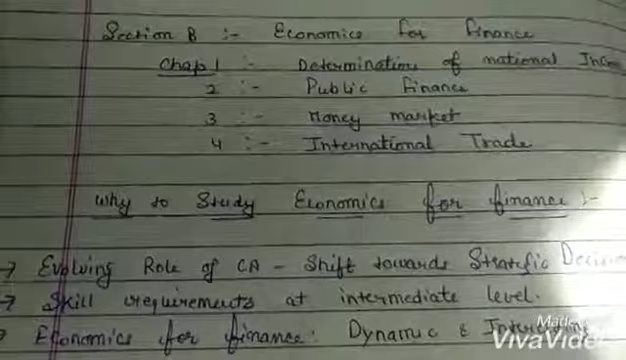 Section B :- Economics for finance
Chap 1 :- Determination of national Inco
2 :- Public finance
3 :- Money market
4 :- International Trade
Why to Study Economics for finance :-
→ Evolving Role of CA - Shift towards Strategic Decision
→ Skill requirements at intermediate level.
→ Economics for finance : Dynamic &
Made
VivaVideo